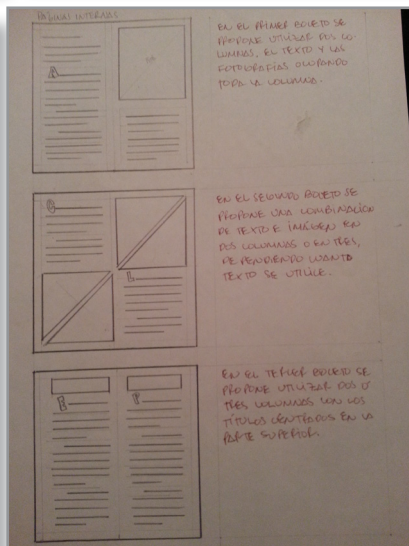 PÁGINAS INTERNAS
EN EL PRIMER BOCETO SE
PROPONE UTILIZAR DOS CO-
LUMNAS, EL TEXTO Y LAS
FOTOGRAFÍAS OCUPANDO
TODA LA COLUMNA.
EN EL SEGUNDO BOCETO SE
PROPONE UNA COMBINACIÓN
DE TEXTO E IMÁGEN EN
DOS COLUMNAS O EN TRES,
DEPENDIENDO CUANTO
TEXTO SE UTILICE.
EN EL TERCER BOCETO SE
PROPONE UTILIZAR DOS O
TRES COLUMNAS CON LOS
TÍTULOS CENTRADOS EN LA
PARTE SUPERIOR.